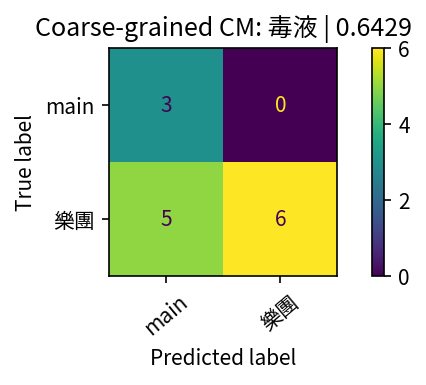 Coarse-grained CM: 毒液 | 0.6429
True label
main
3
0
樂團
5
6
main
樂團
Predicted label
6
4
2
0